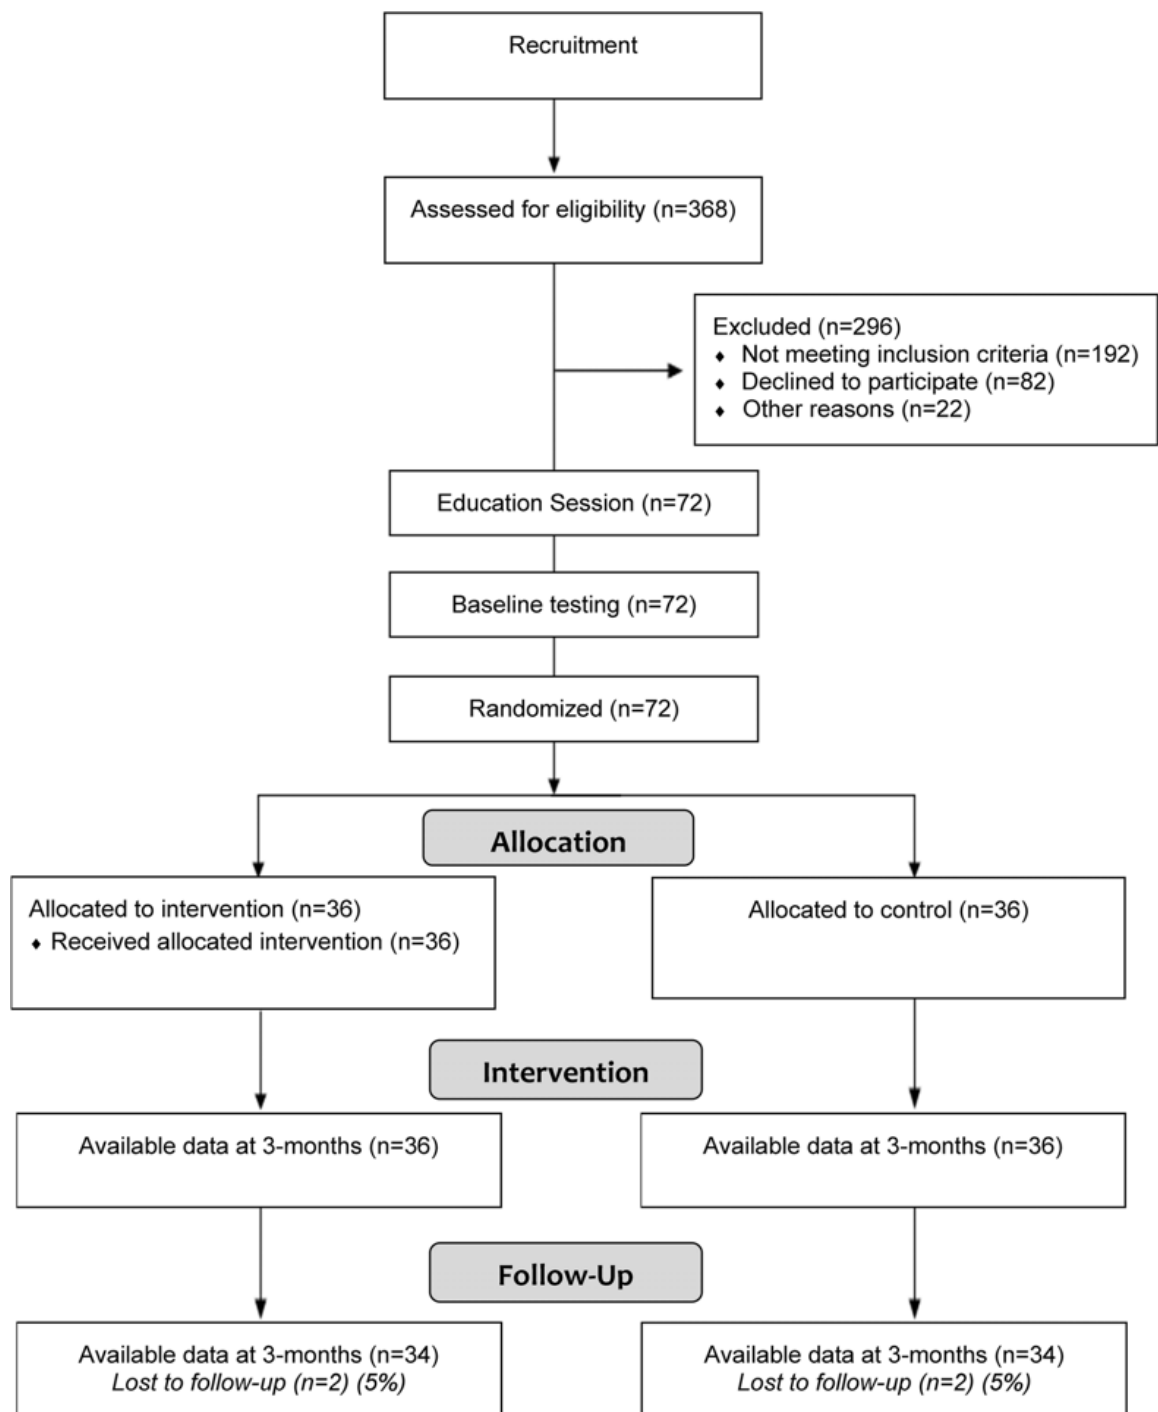 Recruitment
Assessed for eligibility (n=368)
Excluded (n=296)
♦ Not meeting inclusion criteria (n=192)
♦ Declined to participate (n=82)
♦ Other reasons (n=22)
Education Session (n=72)
Baseline testing (n=72)
Randomized (n=72)
Allocation
Allocated to intervention (n=36)
♦ Received allocated intervention (n=36)
Allocated to control (n=36)
Intervention
Available data at 3-months (n=36)
Available data at 3-months (n=36)
Follow-Up
Available data at 3-months (n=34)
Lost to follow-up (n=2) (5%)
Available data at 3-months (n=34)
Lost to follow-up (n=2) (5%)